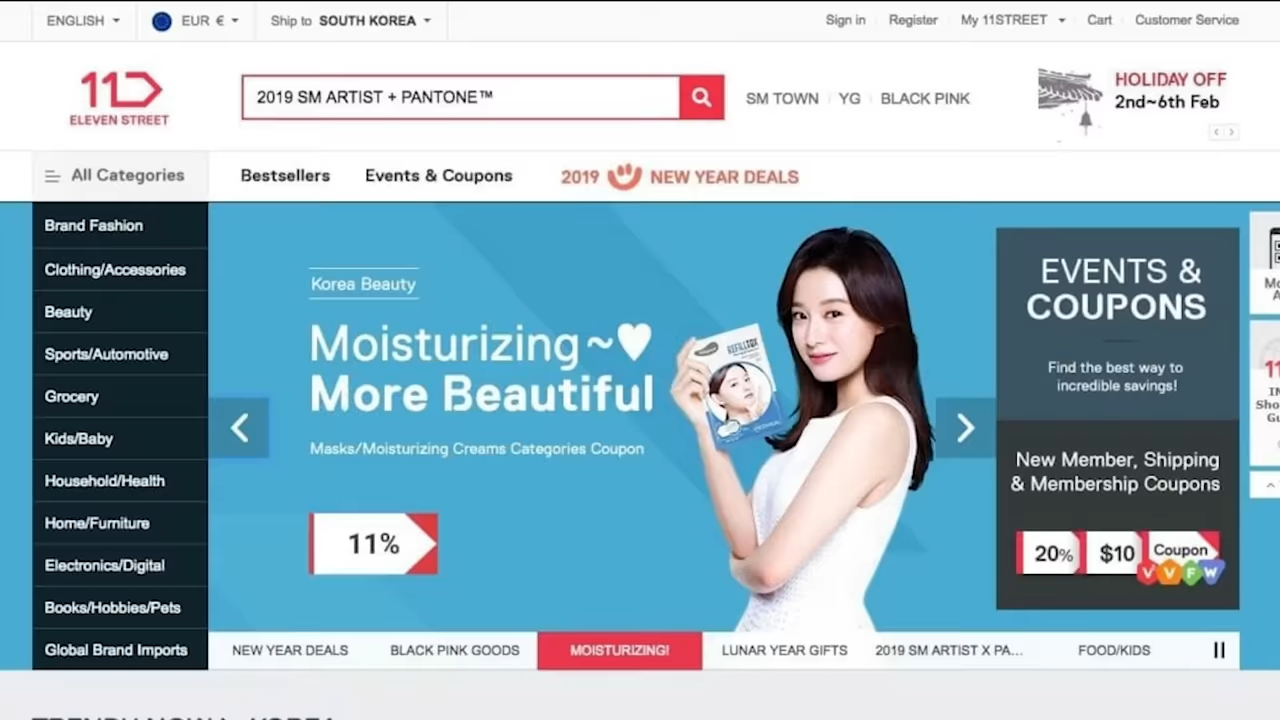 ENGLISH
EUR €
Ship to SOUTH KOREA
Sign in
Register
My 11STREET
Cart
Customer Service
11
ELEVEN STREET
2019 SM ARTIST + PANTONE™
SM TOWN
YG
BLACK PINK
HOLIDAY OFF
2nd~6th Feb
All Categories
Bestsellers
Events & Coupons
2019 NEW YEAR DEALS
Brand Fashion
Clothing/Accessories
Beauty
Sports/Automotive
Grocery
Kids/Baby
Household/Health
Home/Furniture
Electronics/Digital
Books/Hobbies/Pets
Global Brand Imports
Korea Beauty
Moisturizing~♥
More Beautiful
Masks/Moisturizing Creams Categories Coupon
11%
EVENTS &
COUPONS
Find the best way to
incredible savings!
New Member, Shipping
& Membership Coupons
20%
$10
Coupon
V V F W
NEW YEAR DEALS
BLACK PINK GOODS
MOISTURIZING!
LUNAR YEAR GIFTS
2019 SM ARTIST X PA...
FOOD/KIDS
TRENDY NOW in KOREA